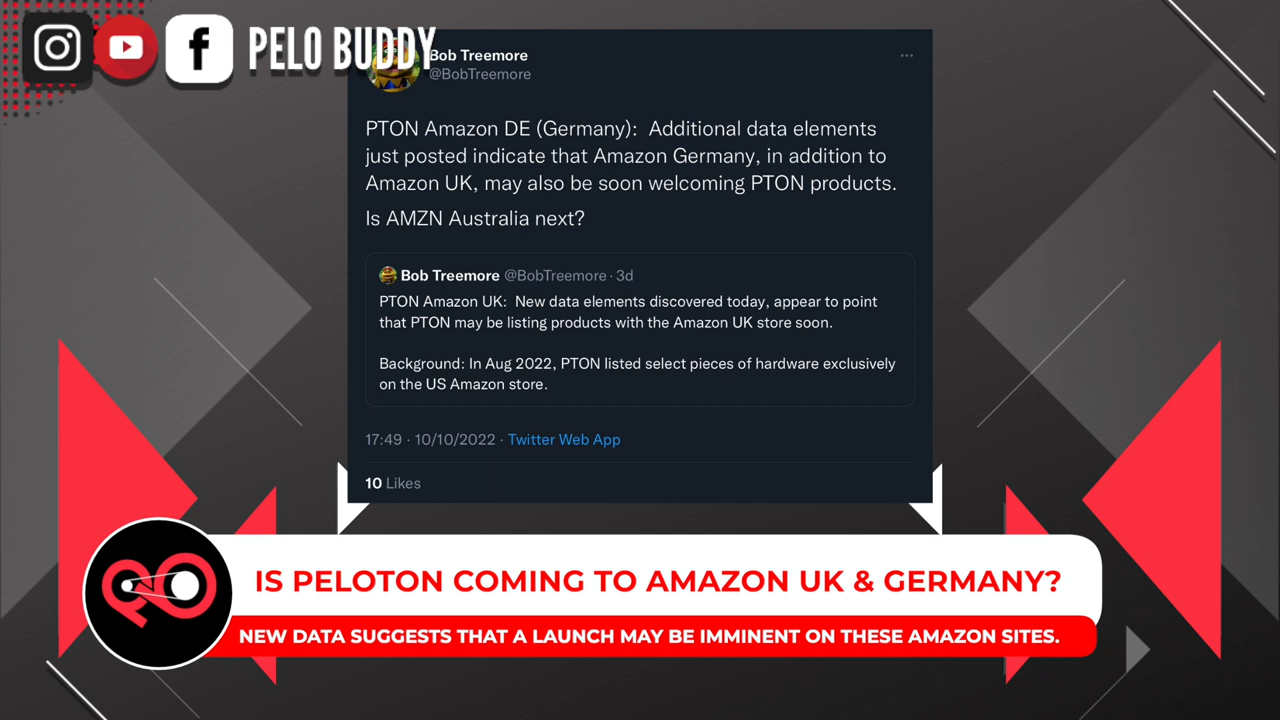 PELO BUDDY
Bob Treemore
@BobTreemore
PTON Amazon DE (Germany): Additional data elements
just posted indicate that Amazon Germany, in addition to
Amazon UK, may also be soon welcoming PTON products.
Is AMZN Australia next?
Bob Treemore @BobTreemore · 3d
PTON Amazon UK: New data elements discovered today, appear to point
that PTON may be listing products with the Amazon UK store soon.
Background: In Aug 2022, PTON listed select pieces of hardware exclusively
on the US Amazon store.
17:49 · 10/10/2022 · Twitter Web App
10 Likes
IS PELOTON COMING TO AMAZON UK & GERMANY?
NEW DATA SUGGESTS THAT A LAUNCH MAY BE IMMINENT ON THESE AMAZON SITES.